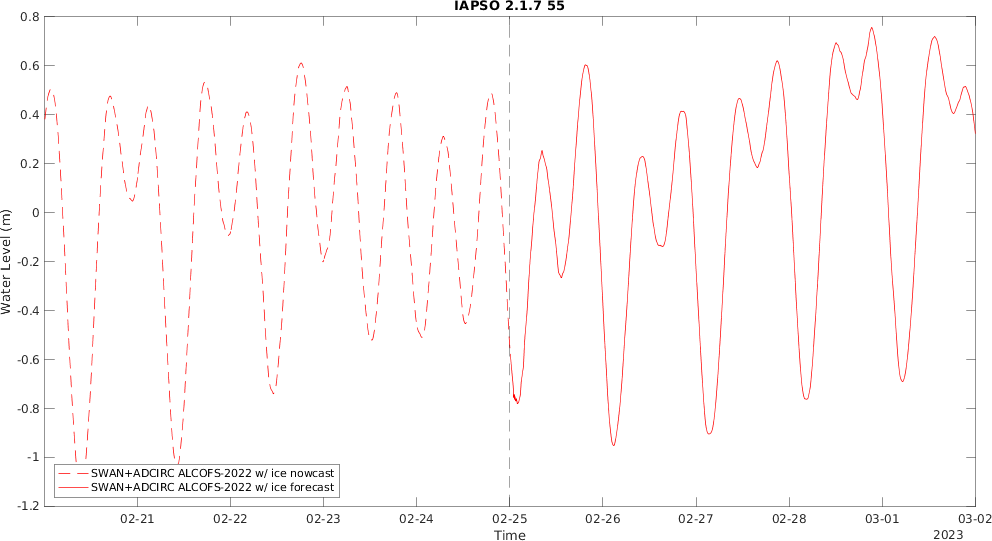 IAPSO 2.1.7 55
0.8
0.6
0.4
0.2
0
-0.2
-0.4
-0.6
-0.8
-1
-1.2
Water Level (m)
SWAN+ADCIRC ALCOFS-2022 w/ ice nowcast
SWAN+ADCIRC ALCOFS-2022 w/ ice forecast
02-21 02-22 02-23 02-24 02-25 02-26 02-27 02-28 03-01 03-02
Time
2023